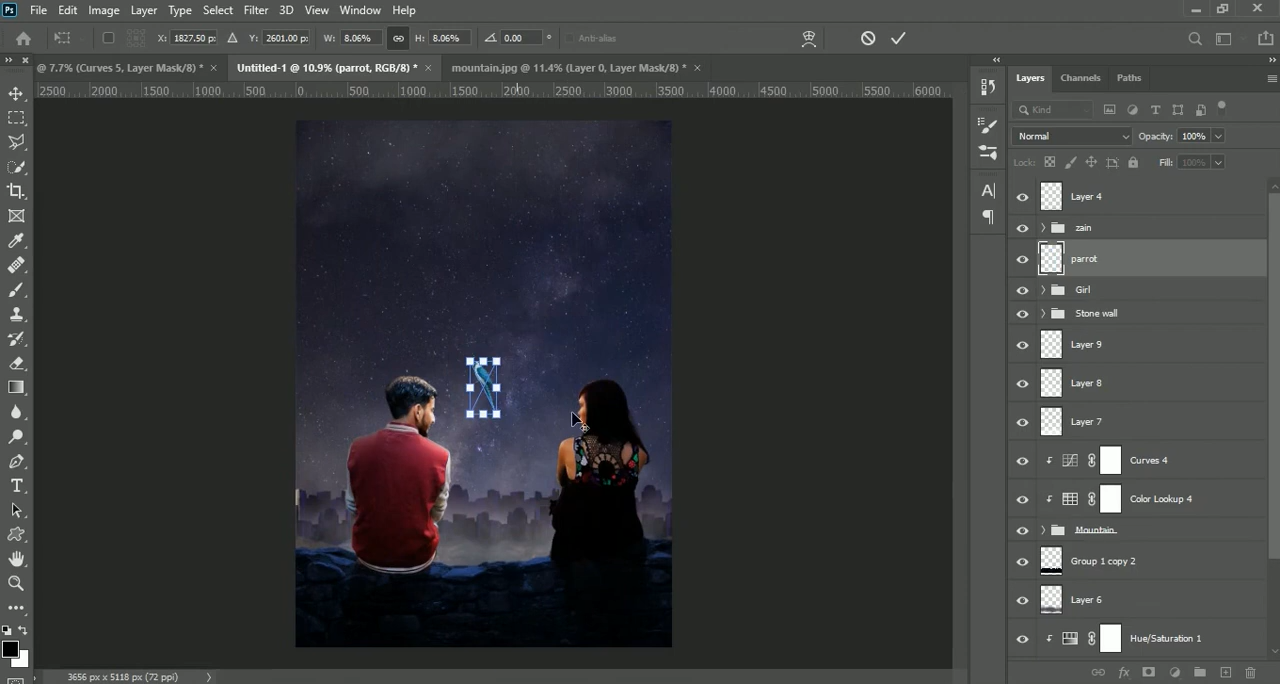 Ps File Edit Image Layer Type Select Filter 3D View Window Help
X: 1827.50 p: Y: 2601.00 p: W: 8.06% H: 8.06% 0.00 ° Anti-alias
@ 7.7% (Curves 5, Layer Mask/8) * × Untitled-1 @ 10.9% (parrot, RGB/8) * × mountain.jpg @ 11.4% (Layer 0, Layer Mask/8) * ×
2500 2000 1500 1000 500 0 500 1000 1500 2000 2500 3000 3500 4000 4500 5000 5500 6000
Layers Channels Paths
Kind
Normal Opacity: 100%
Lock: Fill: 100%
Layer 4
zain
parrot
Girl
Stone wall
Layer 9
Layer 8
Layer 7
Curves 4
Color Lookup 4
Mountain
Group 1 copy 2
Layer 6
Hue/Saturation 1
3656 px x 5118 px (72 ppi)